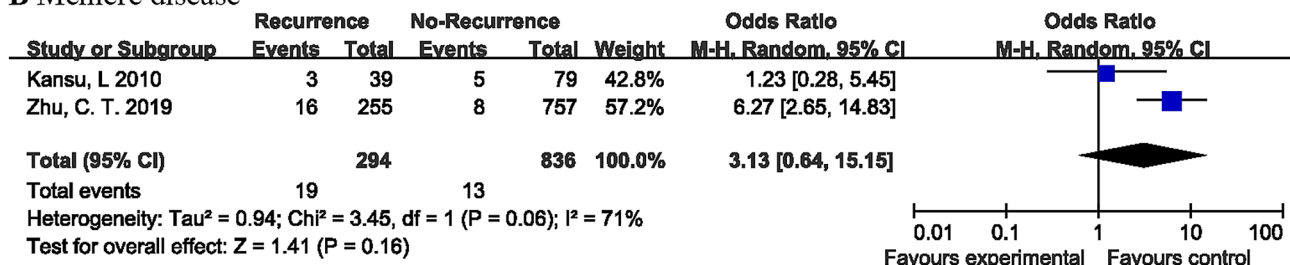 B Meniere disease
Recurrence No-Recurrence Odds Ratio Odds Ratio
Study or Subgroup Events Total Events Total Weight M-H, Random, 95% CI M-H, Random, 95% CI
Kansu, L 2010 3 39 5 79 42.8% 1.23 [0.28, 5.45]
Zhu, C. T. 2019 16 255 8 757 57.2% 6.27 [2.65, 14.83]
Total (95% CI) 294 836 100.0% 3.13 [0.64, 15.15]
Total events 19 13
Heterogeneity: Tau² = 0.94; Chi² = 3.45, df = 1 (P = 0.06); I² = 71%
Test for overall effect: Z = 1.41 (P = 0.16)
0.01 0.1 1 10 100
Favours experimental Favours control